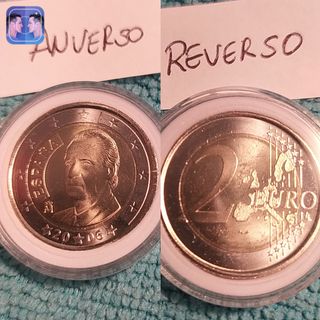 ANVERSO
REVERSO
ESPAÑA
M
2006
2 EURO